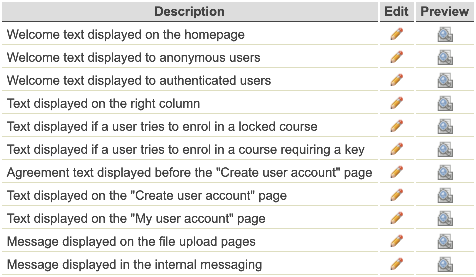 Description Edit Preview
Welcome text displayed on the homepage
Welcome text displayed to anonymous users
Welcome text displayed to authenticated users
Text displayed on the right column
Text displayed if a user tries to enrol in a locked course
Text displayed if a user tries to enrol in a course requiring a key
Agreement text displayed before the "Create user account" page
Text displayed on the "Create user account" page
Text displayed on the "My user account" page
Message displayed on the file upload pages
Message displayed in the internal messaging